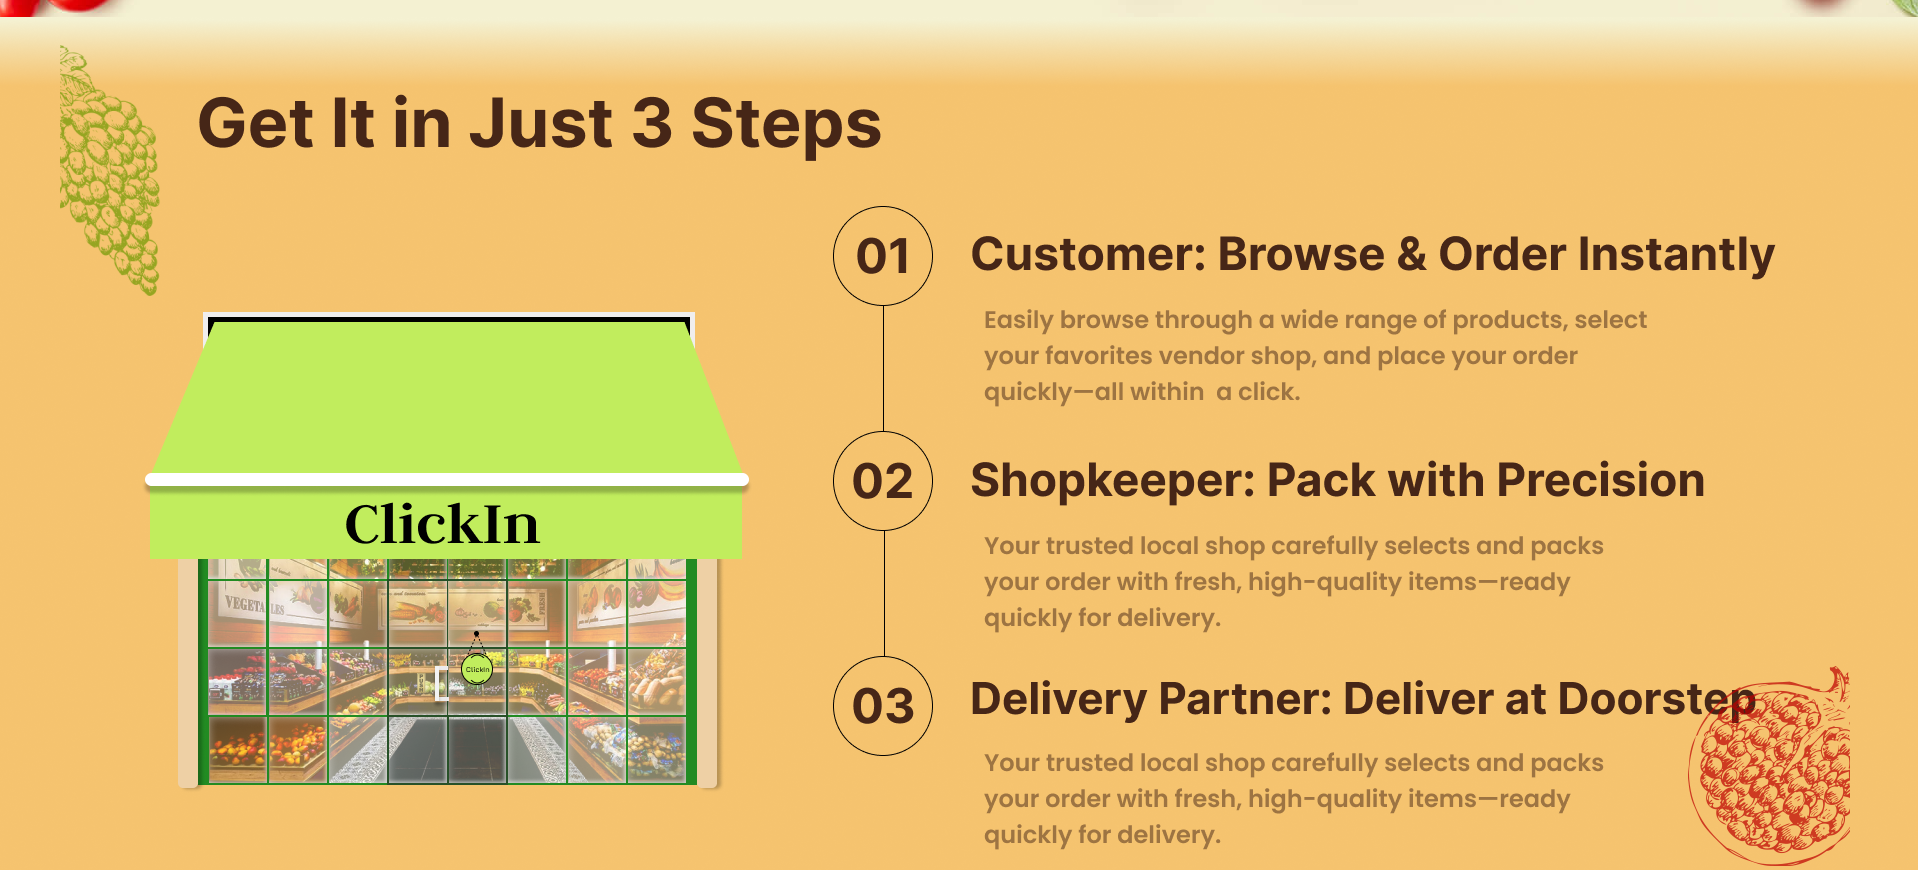 Get It in Just 3 Steps
01
Customer: Browse & Order Instantly
Easily browse through a wide range of products, select
your favorites vendor shop, and place your order
quickly—all within  a click.
02
Shopkeeper: Pack with Precision
Your trusted local shop carefully selects and packs
your order with fresh, high-quality items—ready
quickly for delivery.
03
Delivery Partner: Deliver at Doorstep
Your trusted local shop carefully selects and packs
your order with fresh, high-quality items—ready
quickly for delivery.
ClickIn
VEGETABLES
FRESH
ClickIn